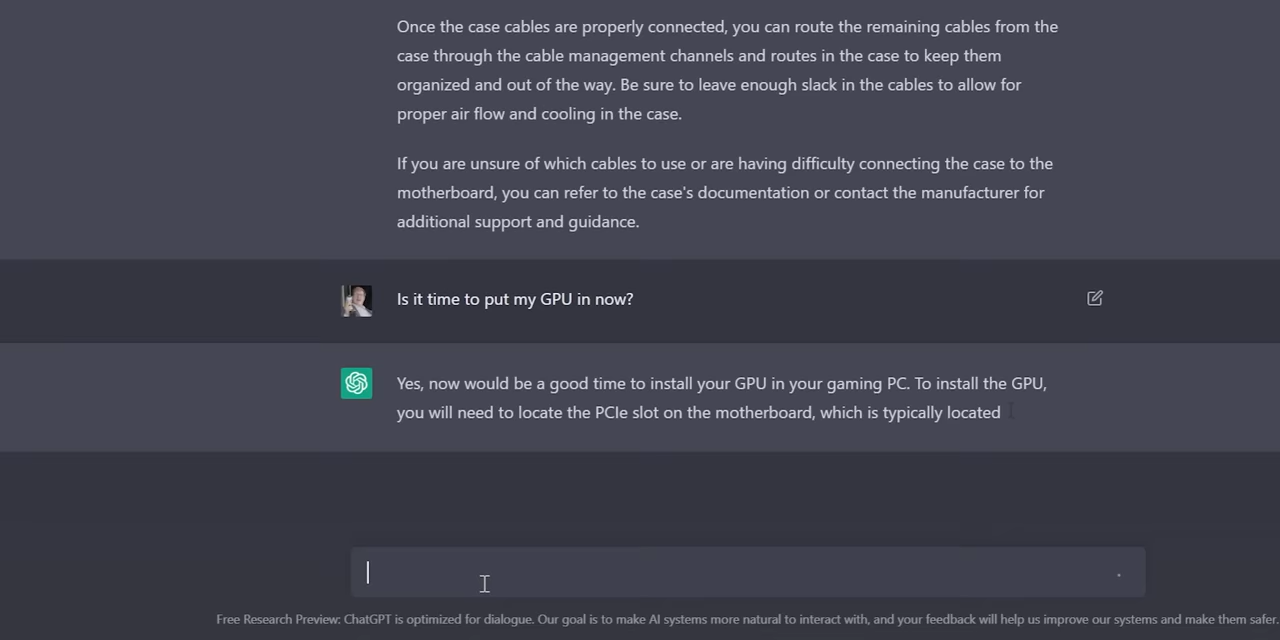 Once the case cables are properly connected, you can route the remaining cables from the
case through the cable management channels and routes in the case to keep them
organized and out of the way. Be sure to leave enough slack in the cables to allow for
proper air flow and cooling in the case.
If you are unsure of which cables to use or are having difficulty connecting the case to the
motherboard, you can refer to the case's documentation or contact the manufacturer for
additional support and guidance.
Is it time to put my GPU in now?
Yes, now would be a good time to install your GPU in your gaming PC. To install the GPU,
you will need to locate the PCIe slot on the motherboard, which is typically located
Free Research Preview: ChatGPT is optimized for dialogue. Our goal is to make AI systems more natural to interact with, and your feedback will help us improve our systems and make them safer.